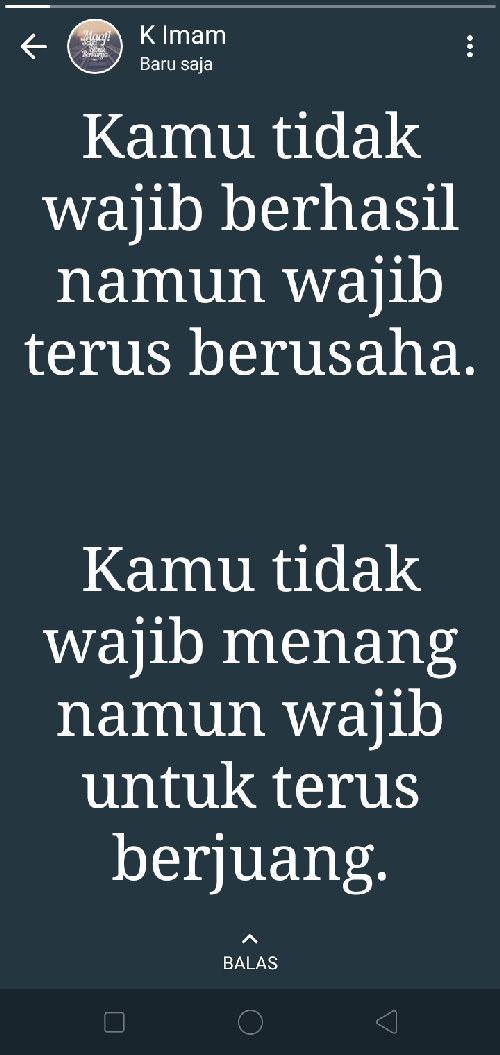 K Imam
Baru saja
Kamu tidak
wajib berhasil
namun wajib
terus berusaha.
Kamu tidak
wajib menang
namun wajib
untuk terus
berjuang.
BALAS